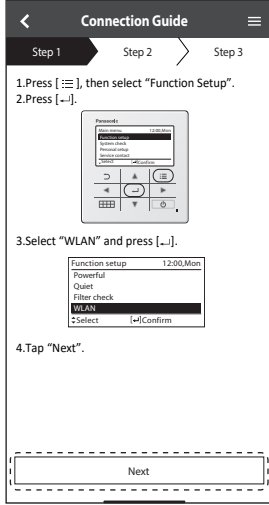 Connection Guide
Step 1 Step 2 Step 3
1.Press [ ], then select “Function Setup”.
2.Press [ ].
Panasonic
Main menu 12:00,Mon
Function setup
System check
Personal setup
Service contact
Select [ ]Confirm
3.Select “WLAN” and press [ ].
Function setup 12:00,Mon
Powerful
Quiet
Filter check
WLAN
Select [ ]Confirm
4.Tap “Next”.
Next